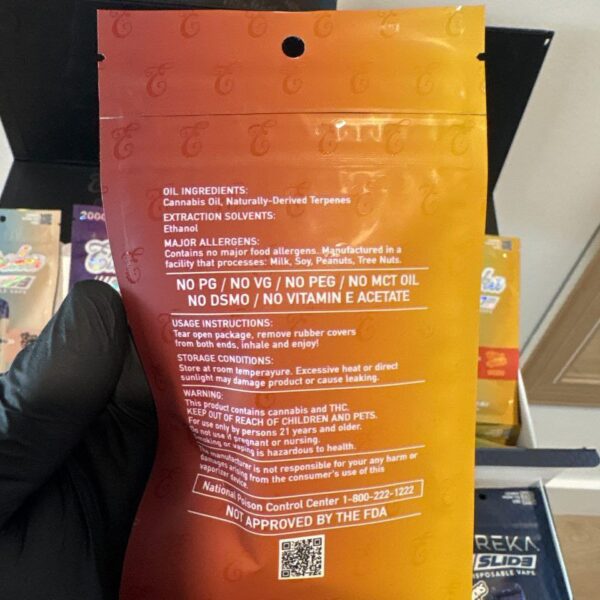 OIL INGREDIENTS:
Cannabis Oil, Naturally-Derived Terpenes
EXTRACTION SOLVENTS:
Ethanol
MAJOR ALLERGENS:
Contains no major food allergens. Manufactured in a
facility that processes: Milk, Soy, Peanuts, Tree Nuts.
NO PG / NO VG / NO PEG / NO MCT OIL
NO DSMO / NO VITAMIN E ACETATE
USAGE INSTRUCTIONS:
Tear open package, remove rubber covers
from both ends, inhale and enjoy!
STORAGE CONDITIONS:
Store at room temperayure. Excessive heat or direct
sunlight may damage product or cause leaking.
WARNING:
This product contains cannabis and THC.
KEEP OUT OF REACH OF CHILDREN AND PETS.
For use only by persons 21 years and older.
Do not use if pregnant or nursing.
Smoking or vaping is hazardous to health.
The manufacturer is not responsible for your any harm or
damages arising from the consumer's use of this
vaporizer device.
National Poison Control Center 1-800-222-1222
NOT APPROVED BY THE FDA
200
REKA
SLIDE
DISPOSABLE VAPE